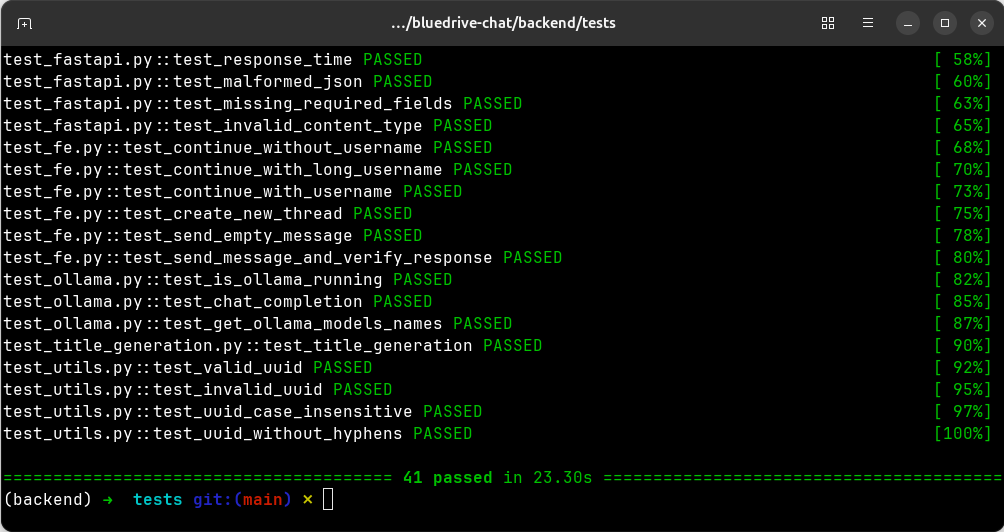 .../bluedrive-chat/backend/tests
test_fastapi.py::test_response_time PASSED [ 58%]
test_fastapi.py::test_malformed_json PASSED [ 60%]
test_fastapi.py::test_missing_required_fields PASSED [ 63%]
test_fastapi.py::test_invalid_content_type PASSED [ 65%]
test_fe.py::test_continue_without_username PASSED [ 68%]
test_fe.py::test_continue_with_long_username PASSED [ 70%]
test_fe.py::test_continue_with_username PASSED [ 73%]
test_fe.py::test_create_new_thread PASSED [ 75%]
test_fe.py::test_send_empty_message PASSED [ 78%]
test_fe.py::test_send_message_and_verify_response PASSED [ 80%]
test_ollama.py::test_is_ollama_running PASSED [ 82%]
test_ollama.py::test_chat_completion PASSED [ 85%]
test_ollama.py::test_get_ollama_models_names PASSED [ 87%]
test_title_generation.py::test_title_generation PASSED [ 90%]
test_utils.py::test_valid_uuid PASSED [ 92%]
test_utils.py::test_invalid_uuid PASSED [ 95%]
test_utils.py::test_uuid_case_insensitive PASSED [ 97%]
test_utils.py::test_uuid_without_hyphens PASSED [100%]
======================================= 41 passed in 23.30s ========================================
(backend) ➜ tests git:(main) ×